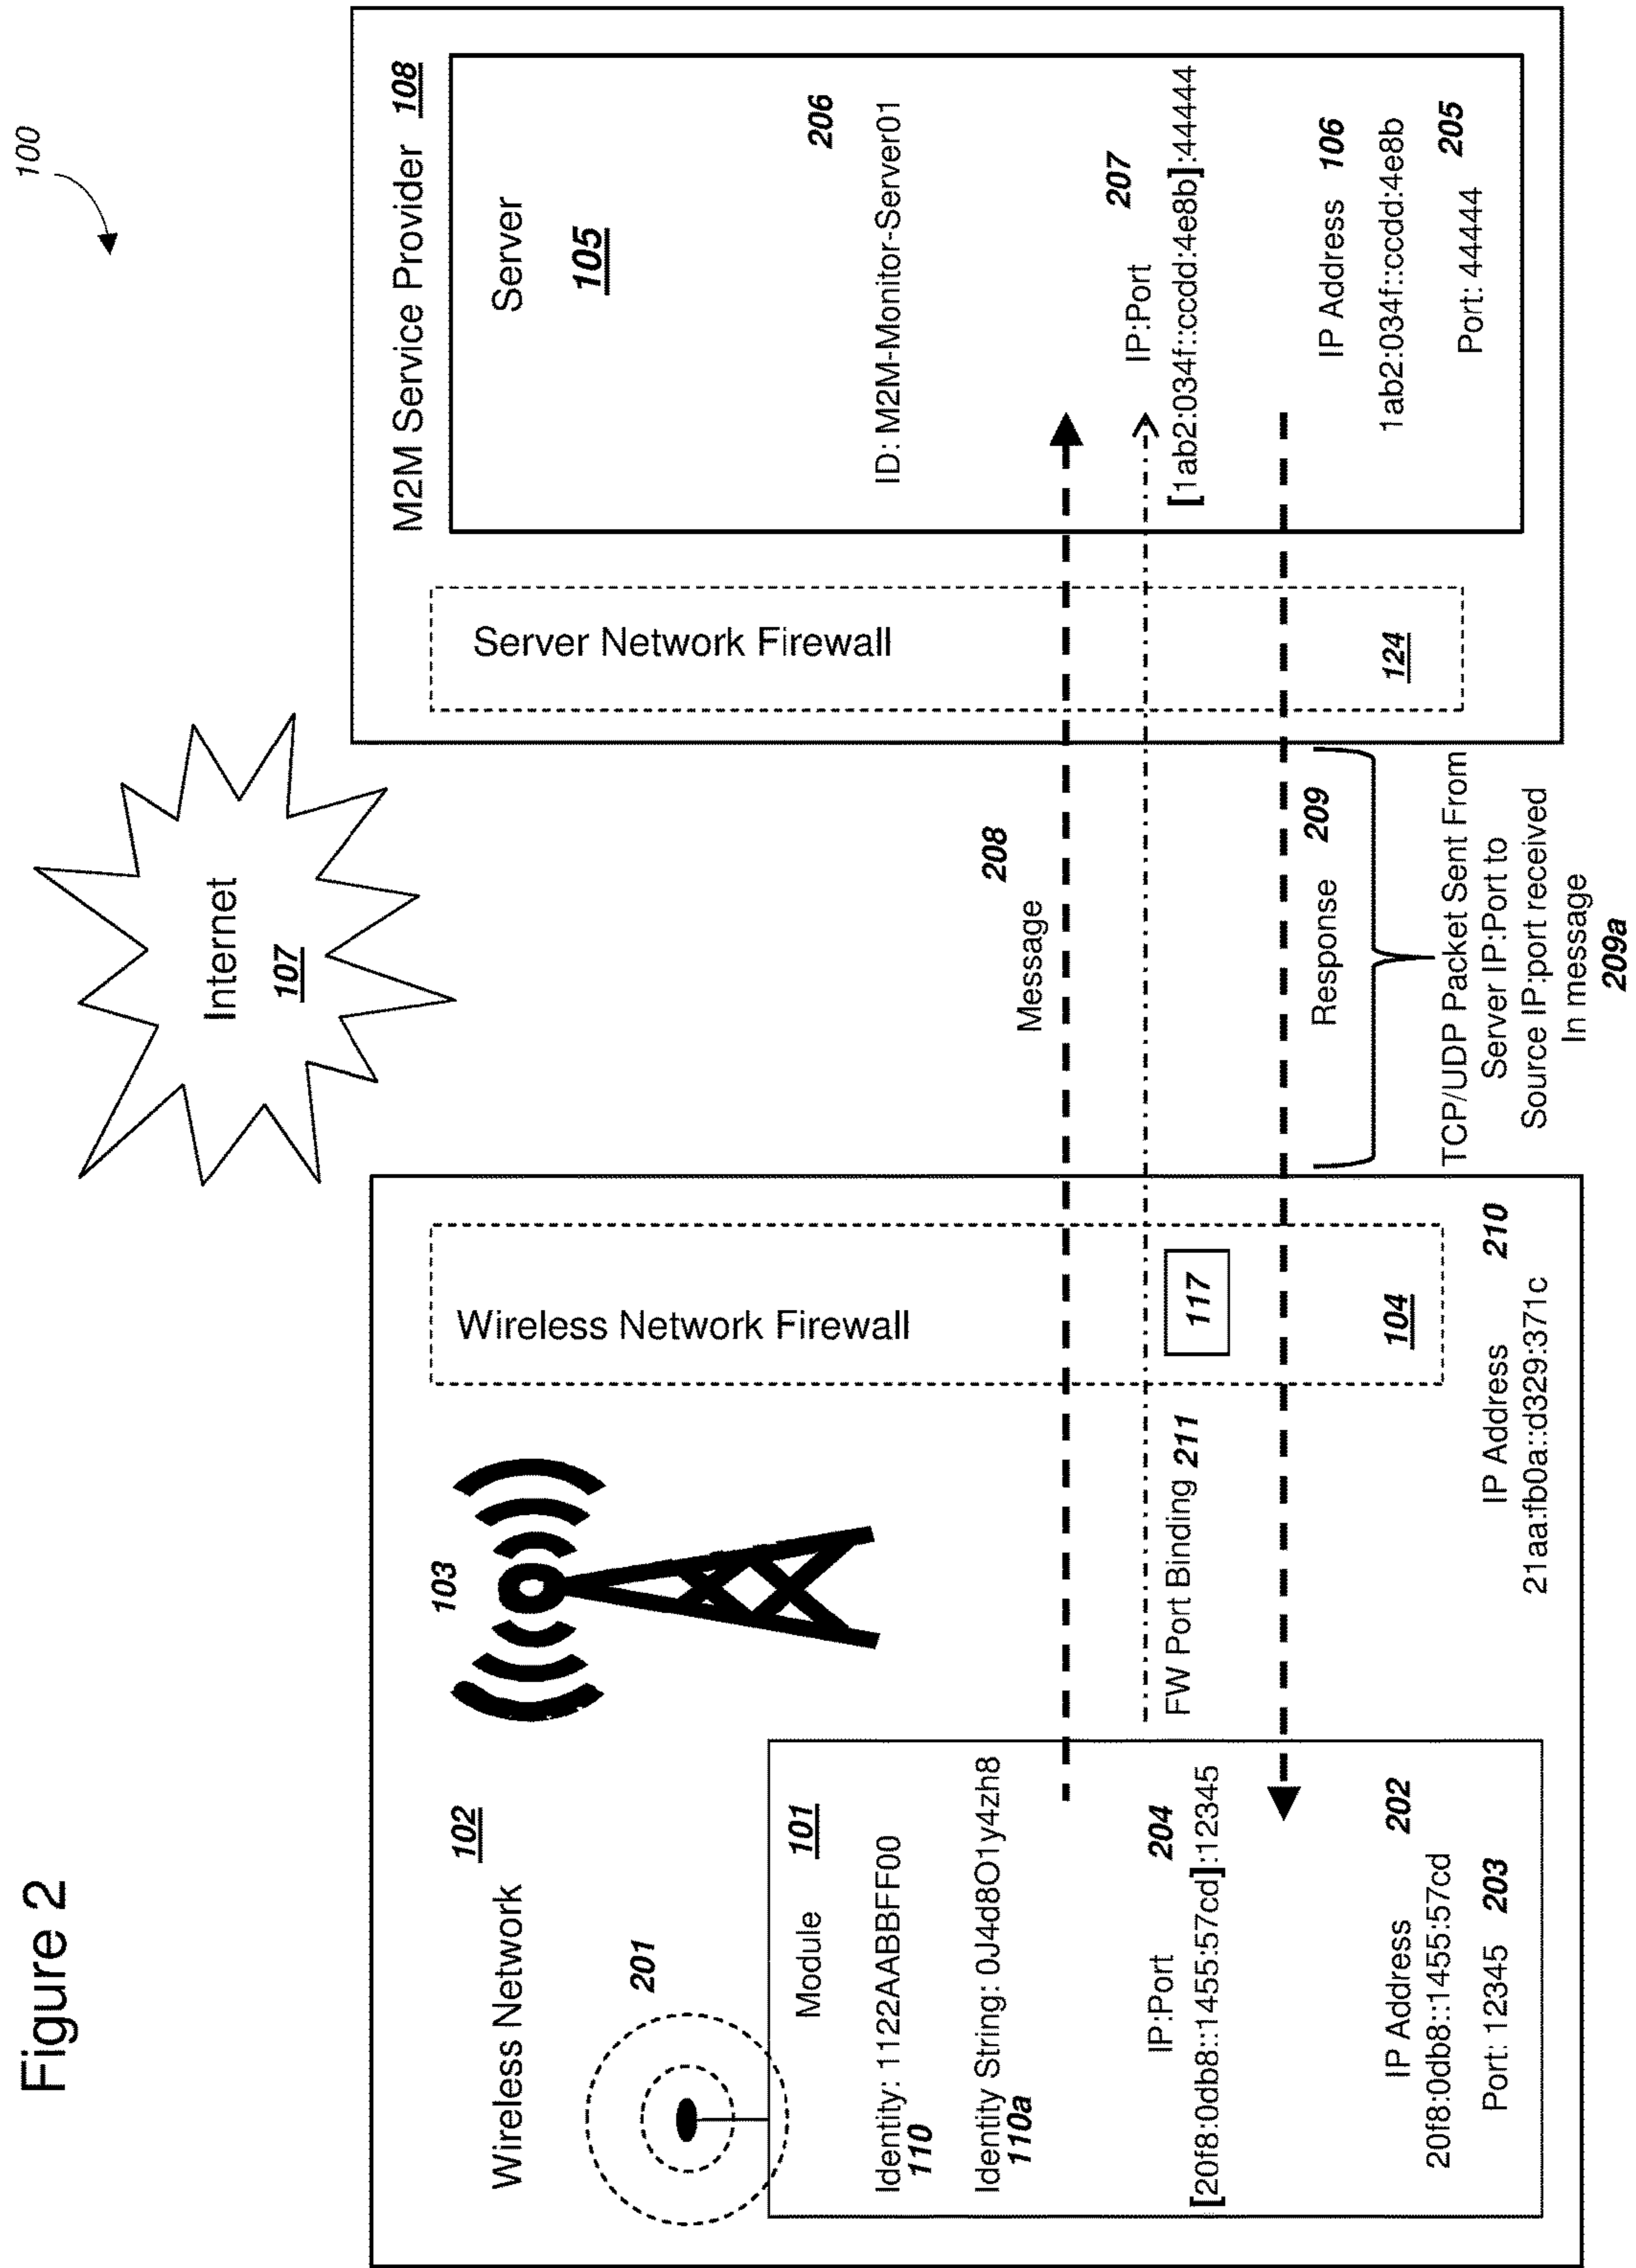 Figure 2
100
Internet
107
Wireless Network 102
103
201
Module 101
Identity: 1122AABBFF00
110
Identity String: 0J4d8O1y4zh8
110a
IP:Port 204
[20f8:0db8::1455:57cd]:12345
IP Address 202
20f8:0db8::1455:57cd
Port: 12345 203
Wireless Network Firewall
FW Port Binding 211
117
104
IP Address 210
21aa:fb0a::d329:371c
208
Message
Response 209
TCP/UDP Packet Sent From
Server IP:Port to
Source IP:port received
In message
209a
M2M Service Provider 108
Server Network Firewall
124
Server
105
206
ID: M2M-Monitor-Server01
IP:Port 207
[1ab2:034f::ccdd:4e8b]:44444
IP Address 106
1ab2:034f::ccdd:4e8b
Port: 44444 205